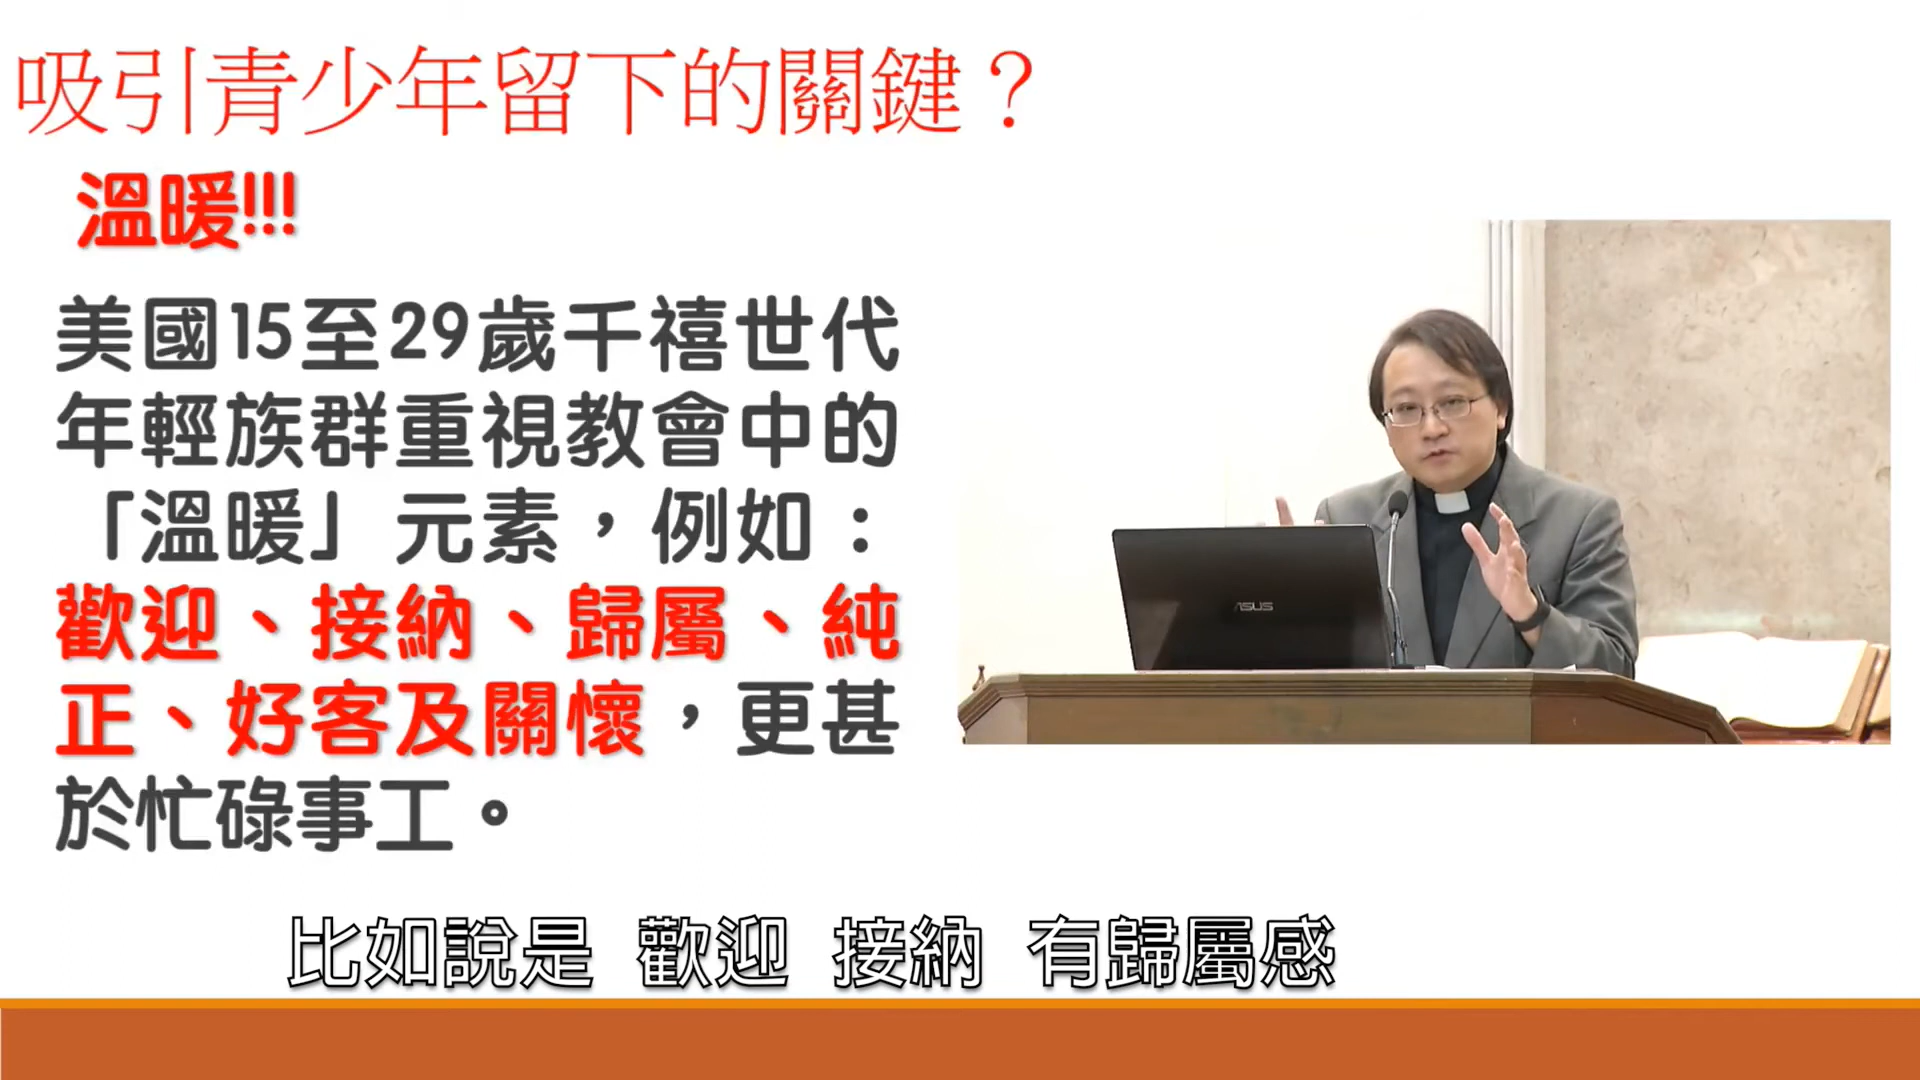 吸引青少年留下的關鍵？
溫暖!!!
美國15至29歲千禧世代
年輕族群重視教會中的
「溫暖」元素，例如：
歡迎、接納、歸屬、純
正、好客及關懷，更甚
於忙碌事工。
ASUS
比如說是 歡迎 接納 有歸屬感